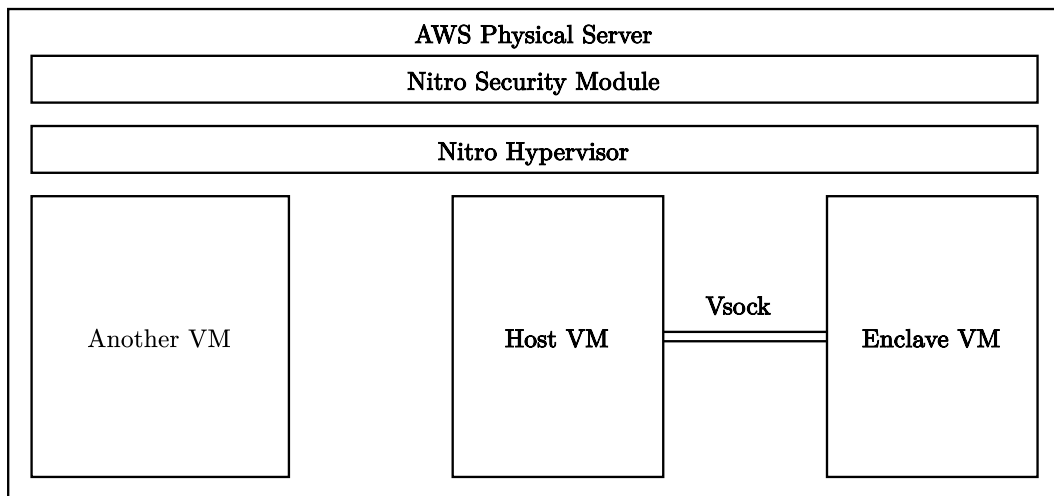 AWS Physical Server
Nitro Security Module
Nitro Hypervisor
Another VM
Host VM
Vsock
Enclave VM